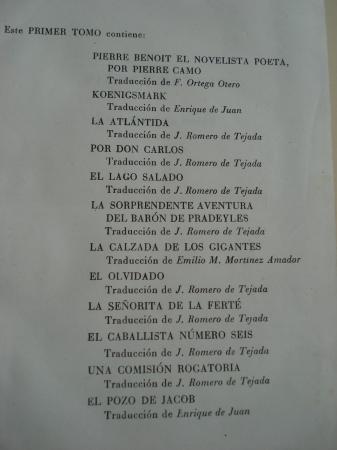 Este PRIMER TOMO contiene:
PIERRE BENOIT EL NOVELISTA POETA,
POR PIERRE CAMO
Traducción de F. Ortega Otero
KOENIGSMARK
Traducción de Enrique de Juan
LA ATLÁNTIDA
Traducción de J. Romero de Tejada
POR DON CARLOS
Traducción de J. Romero de Tejada
EL LAGO SALADO
Traducción de J. Romero de Tejada
LA SORPRENDENTE AVENTURA
DEL BARÓN DE PRADEYLES
LA CALZADA DE LOS GIGANTES
Traducción de Emilio M. Martínez Amador
EL OLVIDADO
Traducción de J. Romero de Tejada
LA SEÑORITA DE LA FERTÉ
Traducción de J. Romero de Tejada
EL CABALLISTA NÚMERO SEIS
Traducción de J. Romero de Tejada
UNA COMISIÓN ROGATORIA
Traducción de J. Romero de Tejada
EL POZO DE JACOB
Traducción de Enrique de Juan